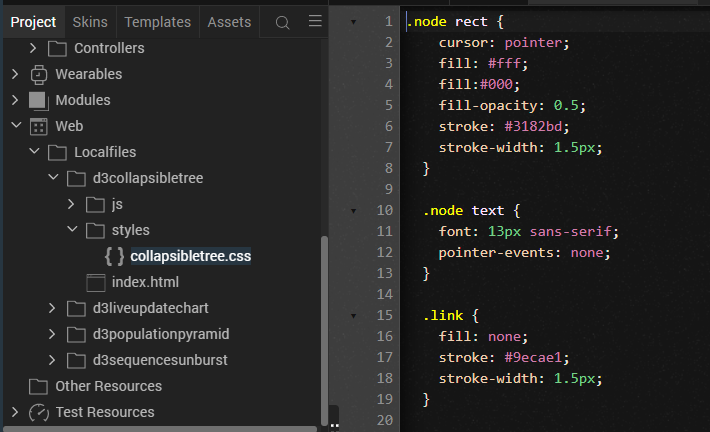 Project Skins Templates Assets
Controllers
Wearables
Modules
Web
Localfiles
d3collapsibletree
js
styles
{ } collapsibletree.css
index.html
d3liveupdatechart
d3populationpyramid
d3sequencesunburst
Other Resources
Test Resources
1 .node rect {
2 cursor: pointer;
3 fill: #fff;
4 fill:#000;
5 fill-opacity: 0.5;
6 stroke: #3182bd;
7 stroke-width: 1.5px;
8 }
9
10 .node text {
11 font: 13px sans-serif;
12 pointer-events: none;
13 }
14
15 .link {
16 fill: none;
17 stroke: #9ecae1;
18 stroke-width: 1.5px;
19 }
20